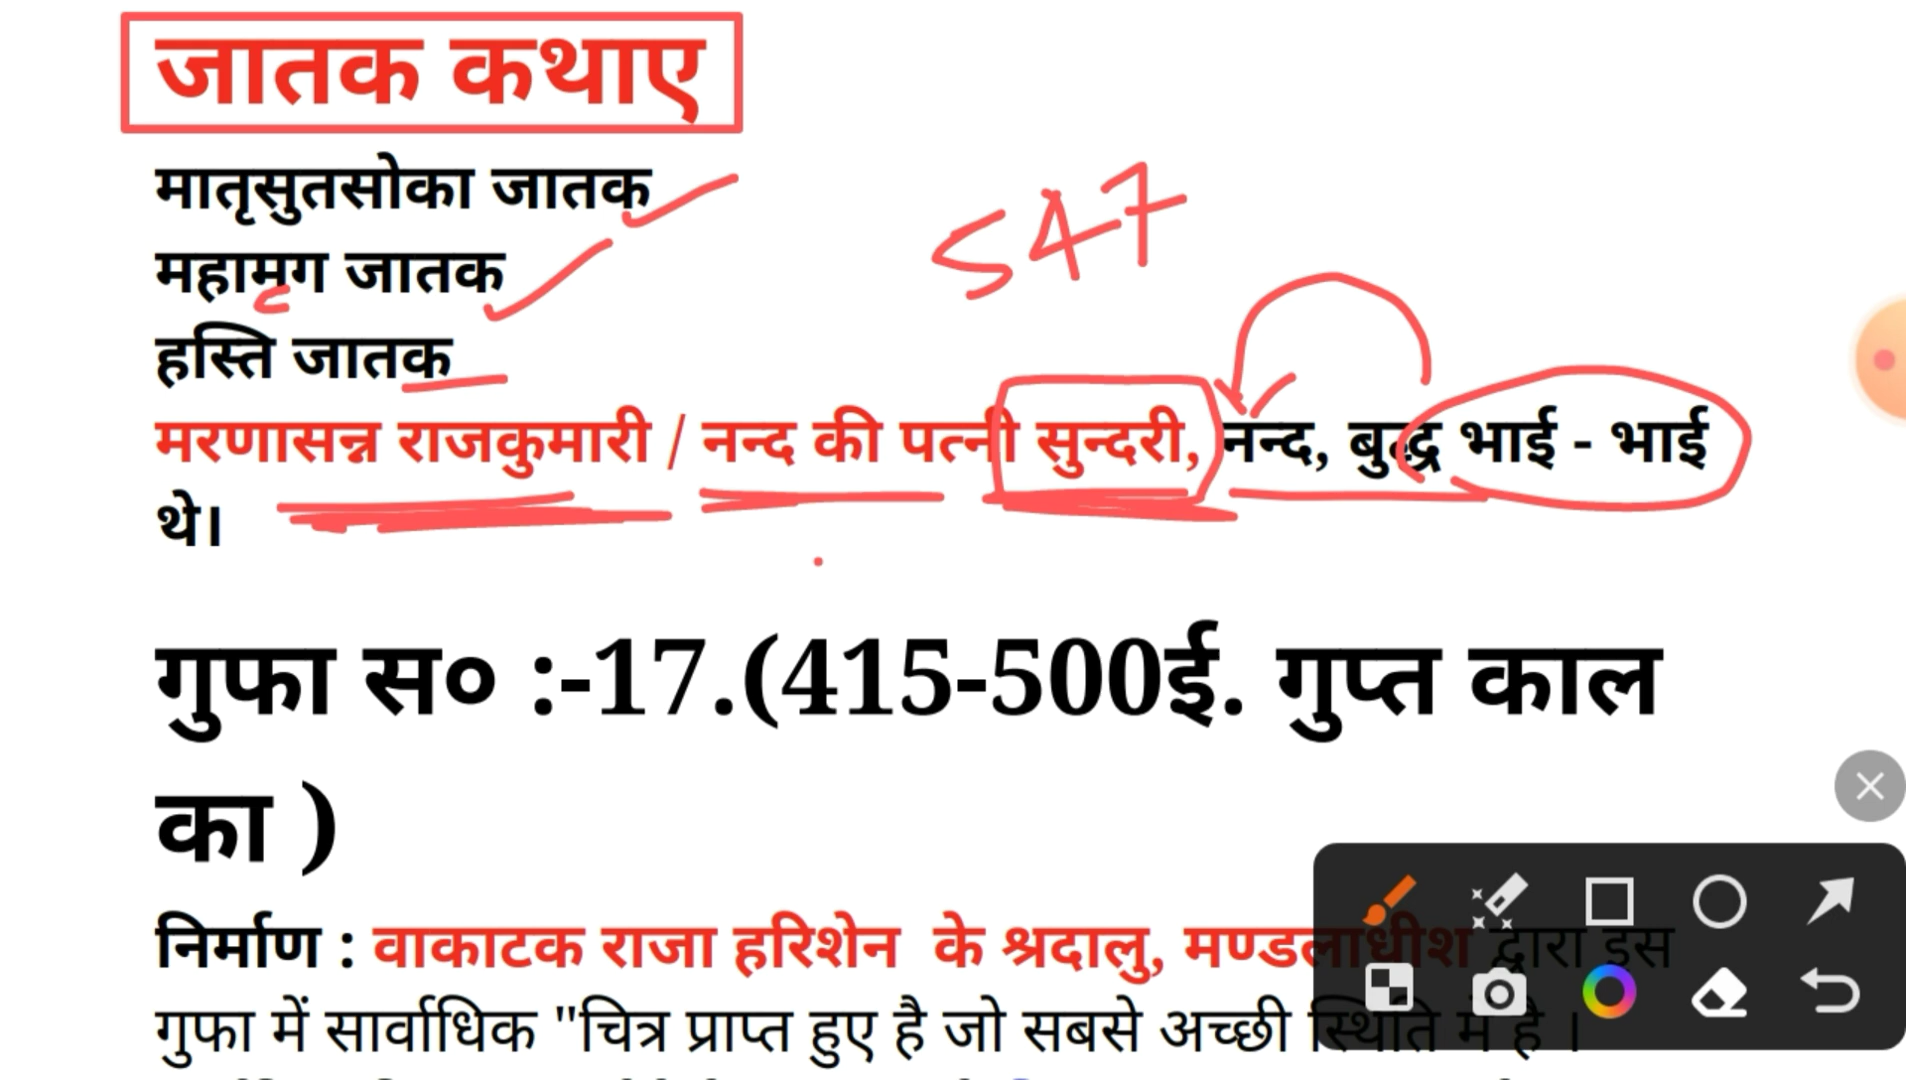 जातक कथाए
मातृसुतसोका जातक
547
महामग जातक
हस्ति जातक
मरणासन्न राजकुमारी / नन्द की पत्नी सुन्दरी, नन्द, बुद्ध भाई - भाई
थे।
गुफा स० :-17.(415-500ई. गुप्त काल
का )
निर्माण : वाकाटक राजा हरिशेन के श्रदालु, मण्डलाधीश द्वारा इस
गुफा में सार्वाधिक "चित्र प्राप्त हुए है जो सबसे अच्छी स्थिति में है ।